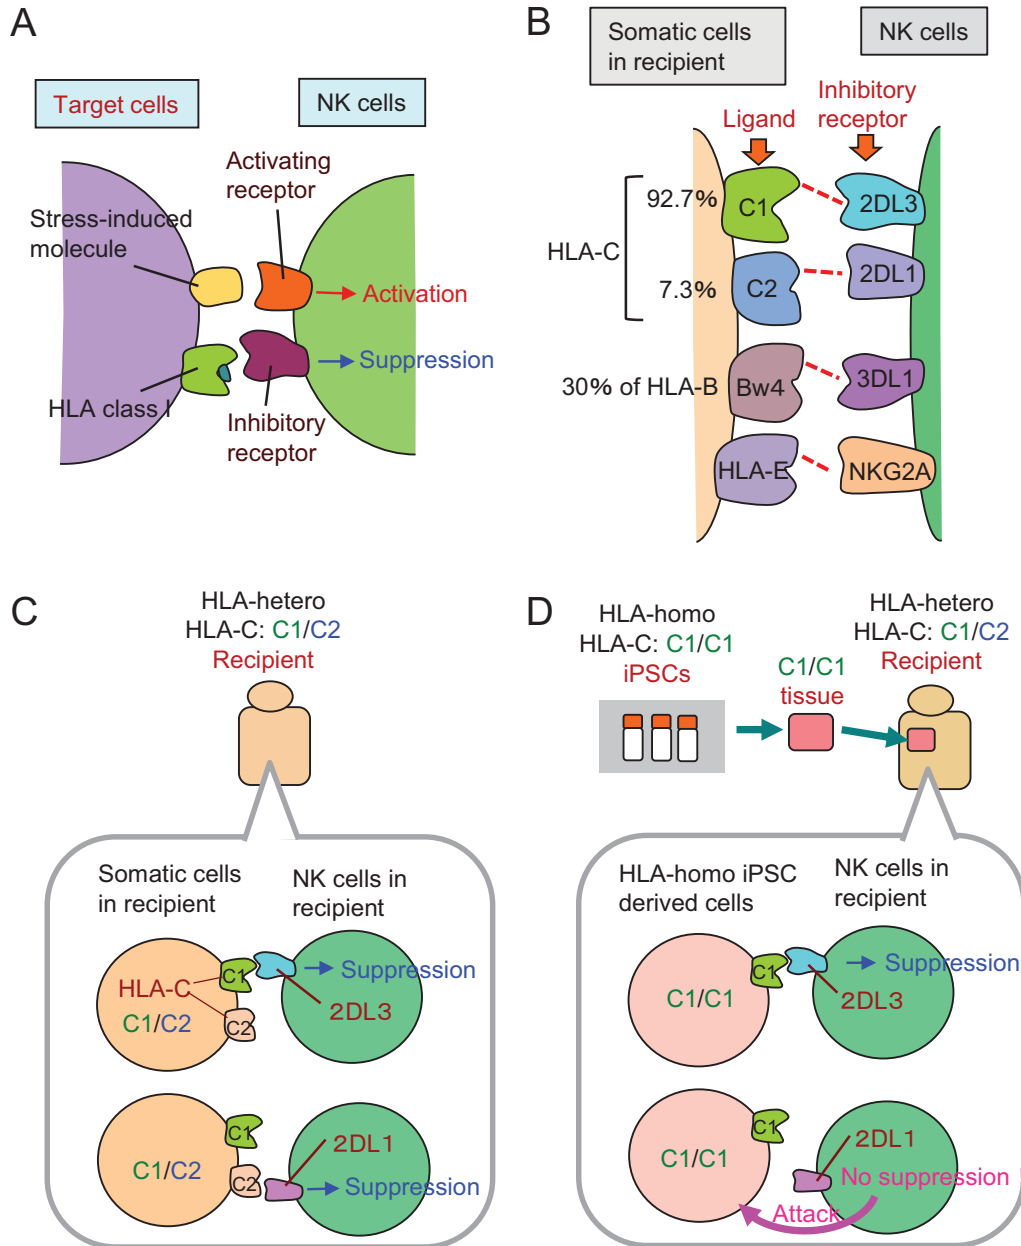 A
Target cells
NK cells
Activating
receptor
Stress-induced
molecule
Activation
Suppression
HLA class I
Inhibitory
receptor
B
Somatic cells
in recipient
NK cells
Ligand
Inhibitory
receptor
92.7%
C1
2DL3
HLA-C
7.3%
C2
2DL1
30% of HLA-B
Bw4
3DL1
HLA-E
NKG2A
C
HLA-hetero
HLA-C: C1/C2
Recipient
Somatic cells
in recipient
NK cells in
recipient
C1
Suppression
HLA-C
2DL3
C1/C2
C2
C1
2DL1
C1/C2
C2
Suppression
D
HLA-homo
HLA-C: C1/C1
iPSCs
C1/C1
tissue
HLA-hetero
HLA-C: C1/C2
Recipient
HLA-homo iPSC
derived cells
NK cells in
recipient
C1
Suppression
C1/C1
2DL3
C1
2DL1
C1/C1
No suppression !
Attack